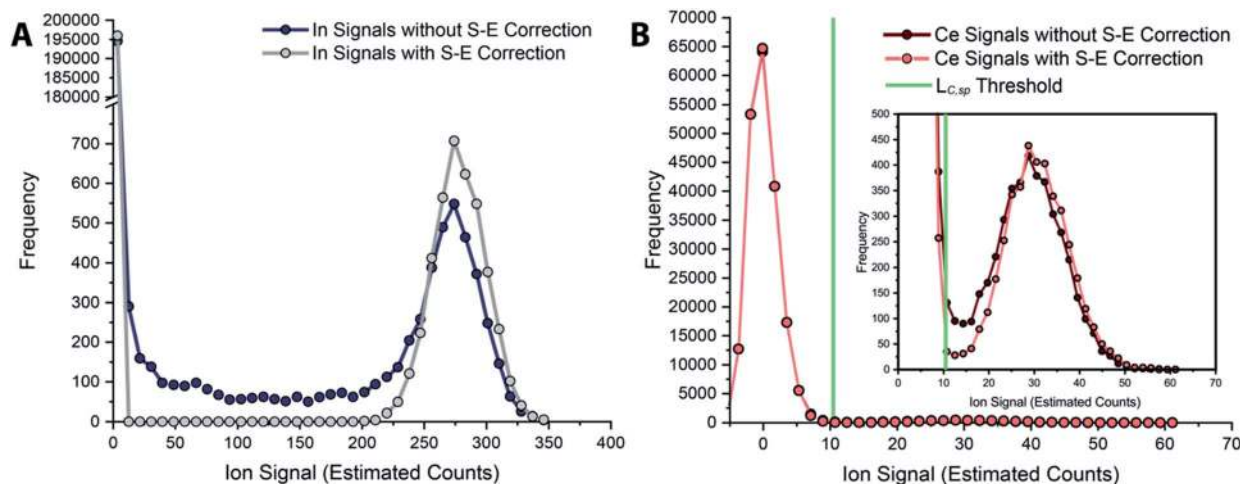 A
In Signals without S-E Correction
In Signals with S-E Correction
200000
195000
190000
185000
180000
700
600
500
400
300
200
100
0
Frequency
0 50 100 150 200 250 300 350 400
Ion Signal (Estimated Counts)
B
Ce Signals without S-E Correction
Ce Signals with S-E Correction
LC,sp Threshold
70000
65000
60000
55000
50000
45000
40000
35000
30000
25000
20000
15000
10000
5000
0
Frequency
0 10 20 30 40 50 60 70
Ion Signal (Estimated Counts)
500
450
400
350
300
250
200
150
100
50
0
Frequency
0 10 20 30 40 50 60 70
Ion Signal (Estimated Counts)